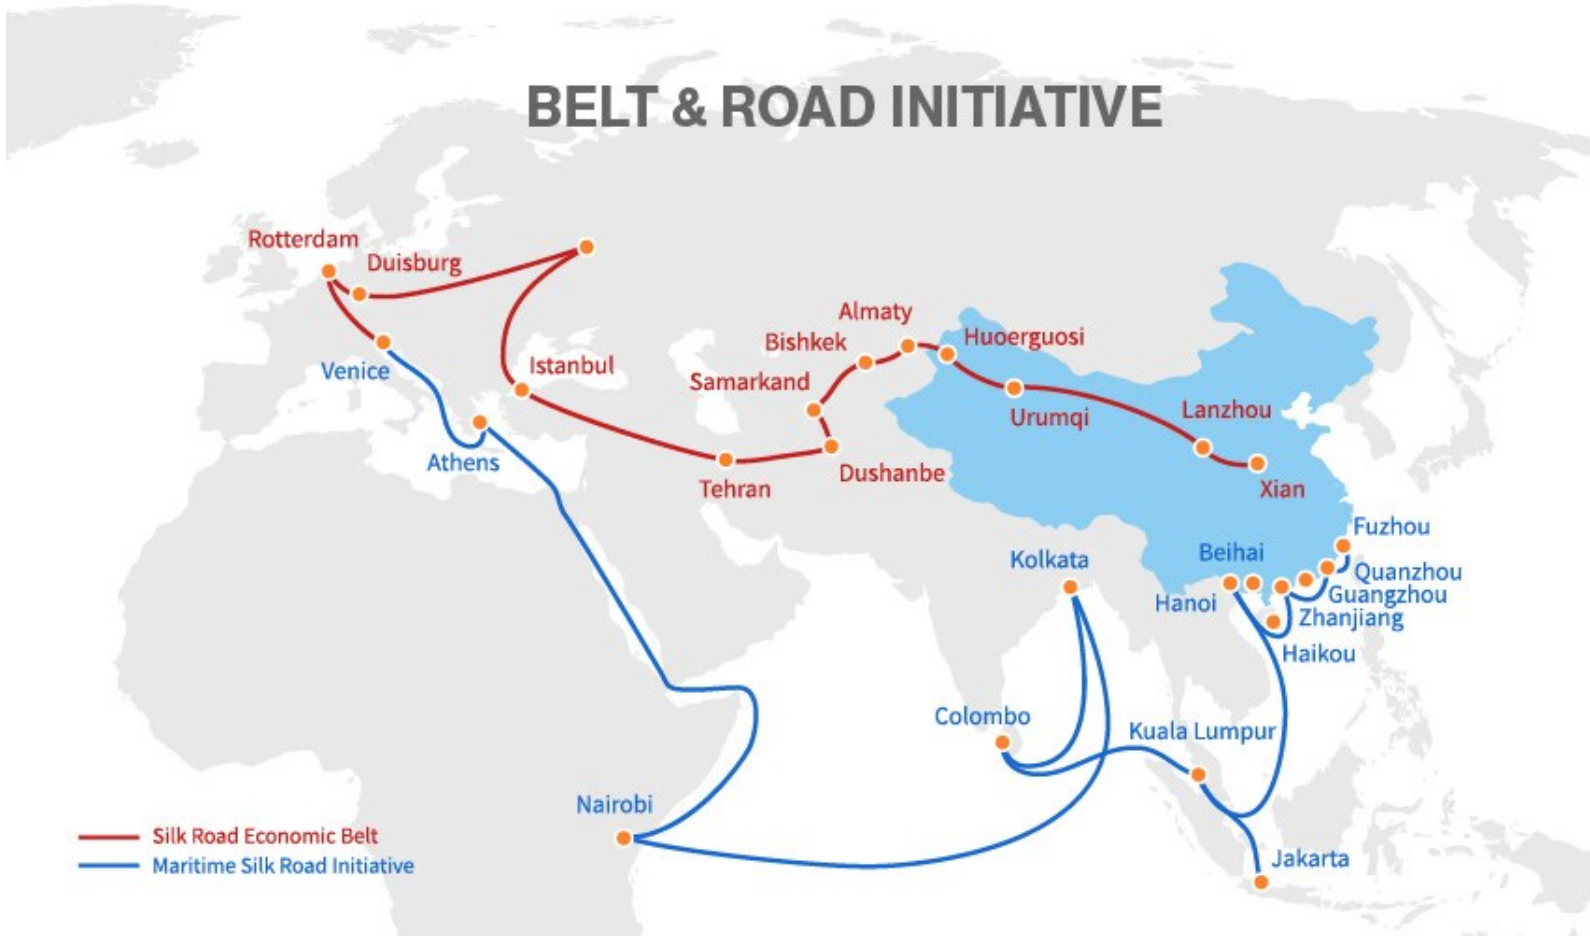 BELT & ROAD INITIATIVE
Rotterdam
Duisburg
Almaty
Huoerguosi
Bishkek
Venice
Istanbul
Samarkand
Urumqi
Lanzhou
Athens
Tehran
Dushanbe
Xian
Fuzhou
Beihai
Kolkata
Quanzhou
Guangzhou
Hanoi
Zhanjiang
Haikou
Colombo
Kuala Lumpur
Nairobi
Silk Road Economic Belt
Maritime Silk Road Initiative
Jakarta